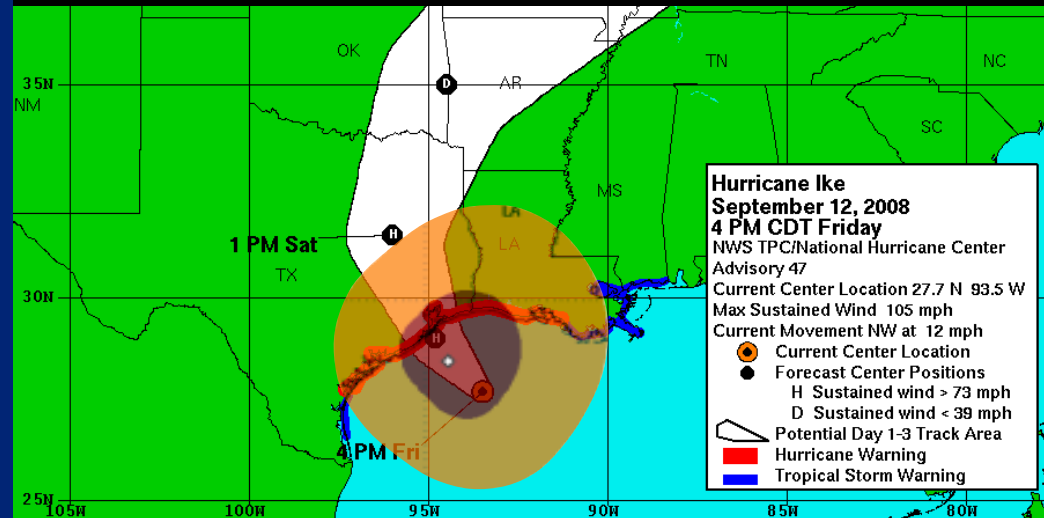 OK
AR
TN
NC
35N
NM
D
SC
MS
LA
LA
1 PM Sat
H
TX
30N
H
4 PM Fri
25N
105W
100W
95W
90W
85W
80W
Hurricane Ike
September 12, 2008
4 PM CDT Friday
NWS TPC/National Hurricane Center
Advisory 47
Current Center Location 27.7 N 93.5 W
Max Sustained Wind 105 mph
Current Movement NW at 12 mph
Current Center Location
Forecast Center Positions
H Sustained wind > 73 mph
D Sustained wind < 39 mph
Potential Day 1-3 Track Area
Hurricane Warning
Tropical Storm Warning